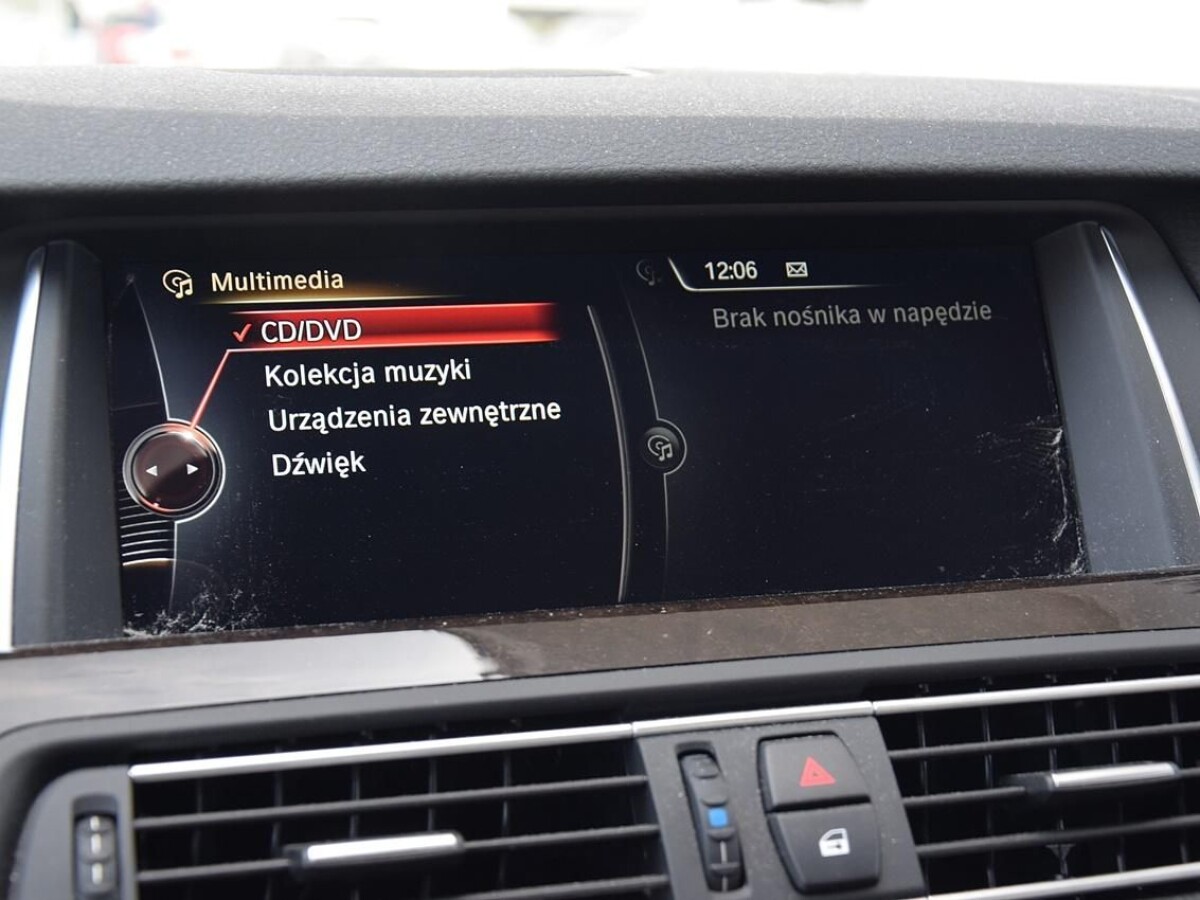 Multimedia
CD/DVD
Kolekcja muzyki
Urządzenia zewnętrzne
Dźwięk
12:06
Brak nośnika w napędzie